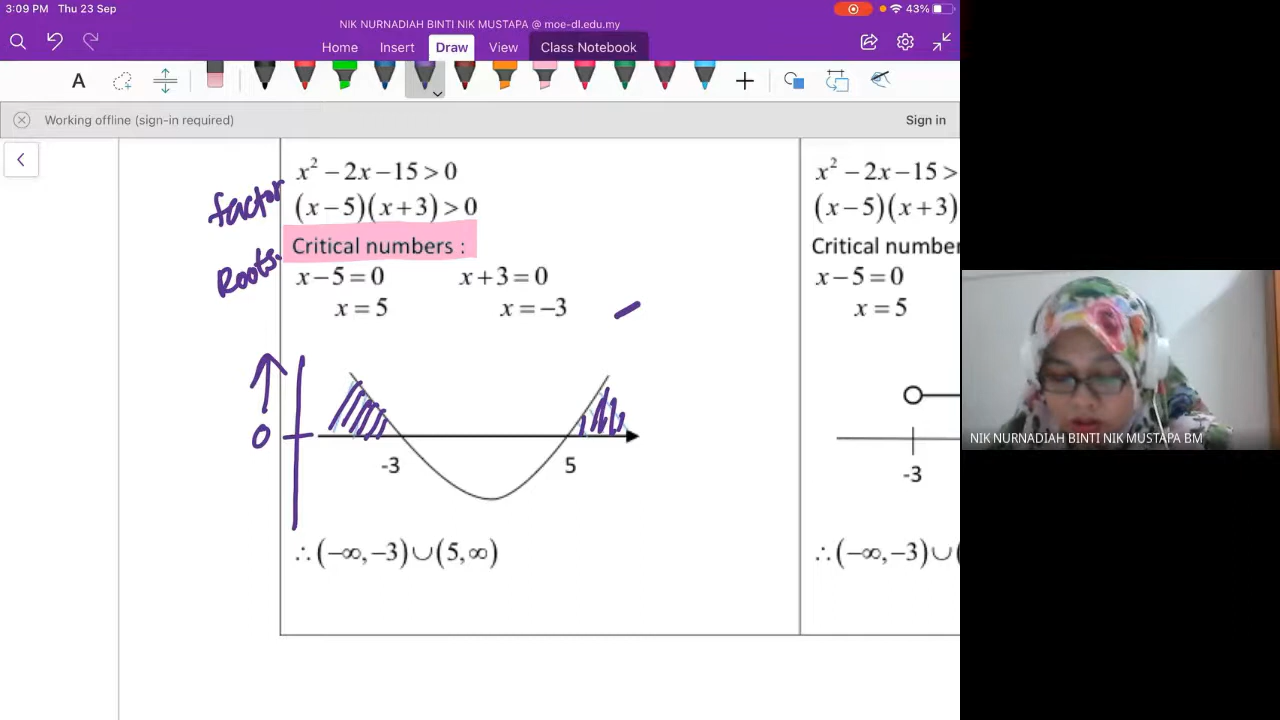 3:09 PM Thu 23 Sep
43%
NIK NURNADIAH BINTI NIK MUSTAPA @ moe-dl.edu.my
Home Insert Draw View Class Notebook
A
Working offline (sign-in required)
Sign in
x² − 2x − 15 > 0
factor (x − 5)(x + 3) > 0
Critical numbers :
Roots. x − 5 = 0 x + 3 = 0
x = 5 x = −3
0
-3 5
∴ (−∞, −3) ∪ (5, ∞)
x² − 2x − 15 >
(x − 5)(x + 3)
Critical number
x − 5 = 0
x = 5
-3
∴ (−∞, −3) ∪ (
NIK NURNADIAH BINTI NIK MUSTAPA BM